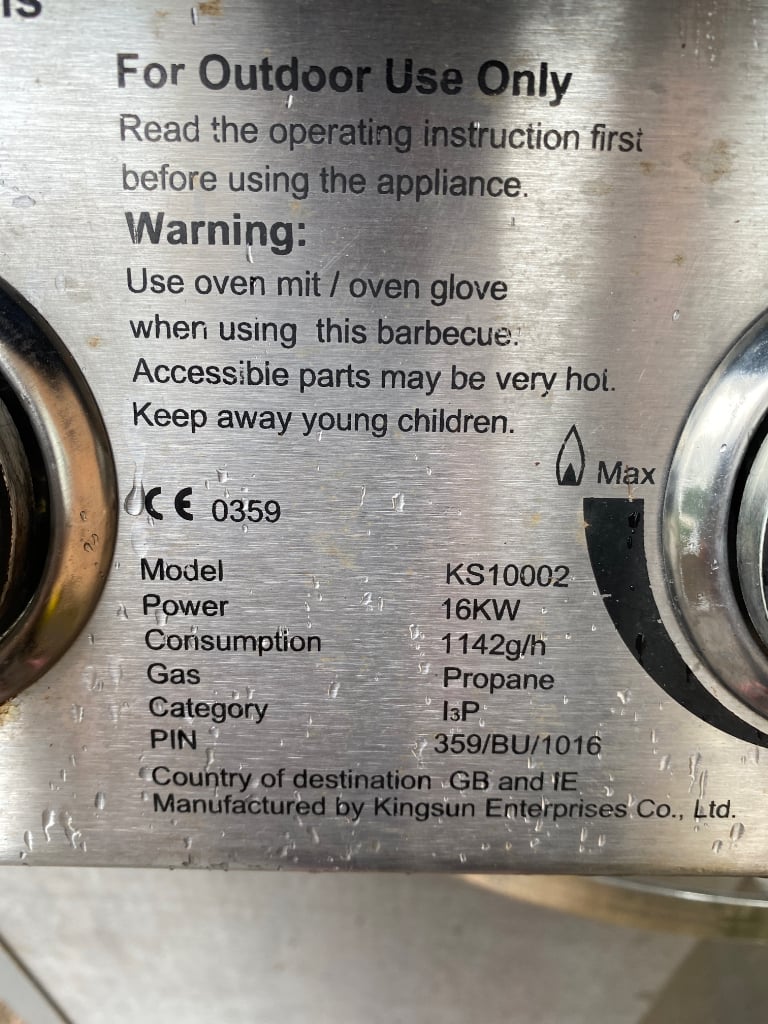 For Outdoor Use Only
Read the operating instruction first
before using the appliance.
Warning:
Use oven mit / oven glove
when using this barbecue.
Accessible parts may be very hot.
Keep away young children.
Max
CE 0359
Model KS10002
Power 16KW
Consumption 1142g/h
Gas Propane
Category I3P
PIN 359/BU/1016
Country of destination GB and IE
Manufactured by Kingsun Enterprises Co., Ltd.